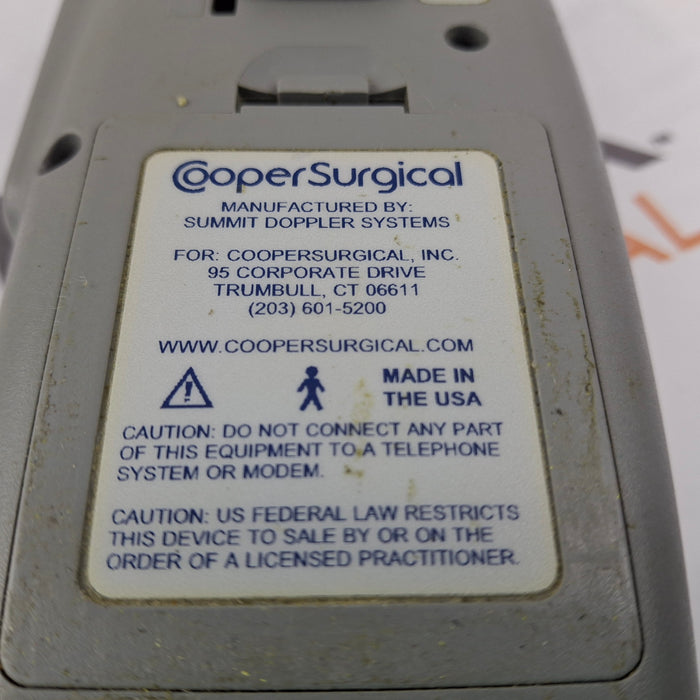 CooperSurgical
MANUFACTURED BY:
SUMMIT DOPPLER SYSTEMS
FOR: COOPERSURGICAL, INC.
95 CORPORATE DRIVE
TRUMBULL, CT 06611
(203) 601-5200
WWW.COOPERSURGICAL.COM
MADE IN
THE USA
CAUTION: DO NOT CONNECT ANY PART
OF THIS EQUIPMENT TO A TELEPHONE
SYSTEM OR MODEM.
CAUTION: US FEDERAL LAW RESTRICTS
THIS DEVICE TO SALE BY OR ON THE
ORDER OF A LICENSED PRACTITIONER.